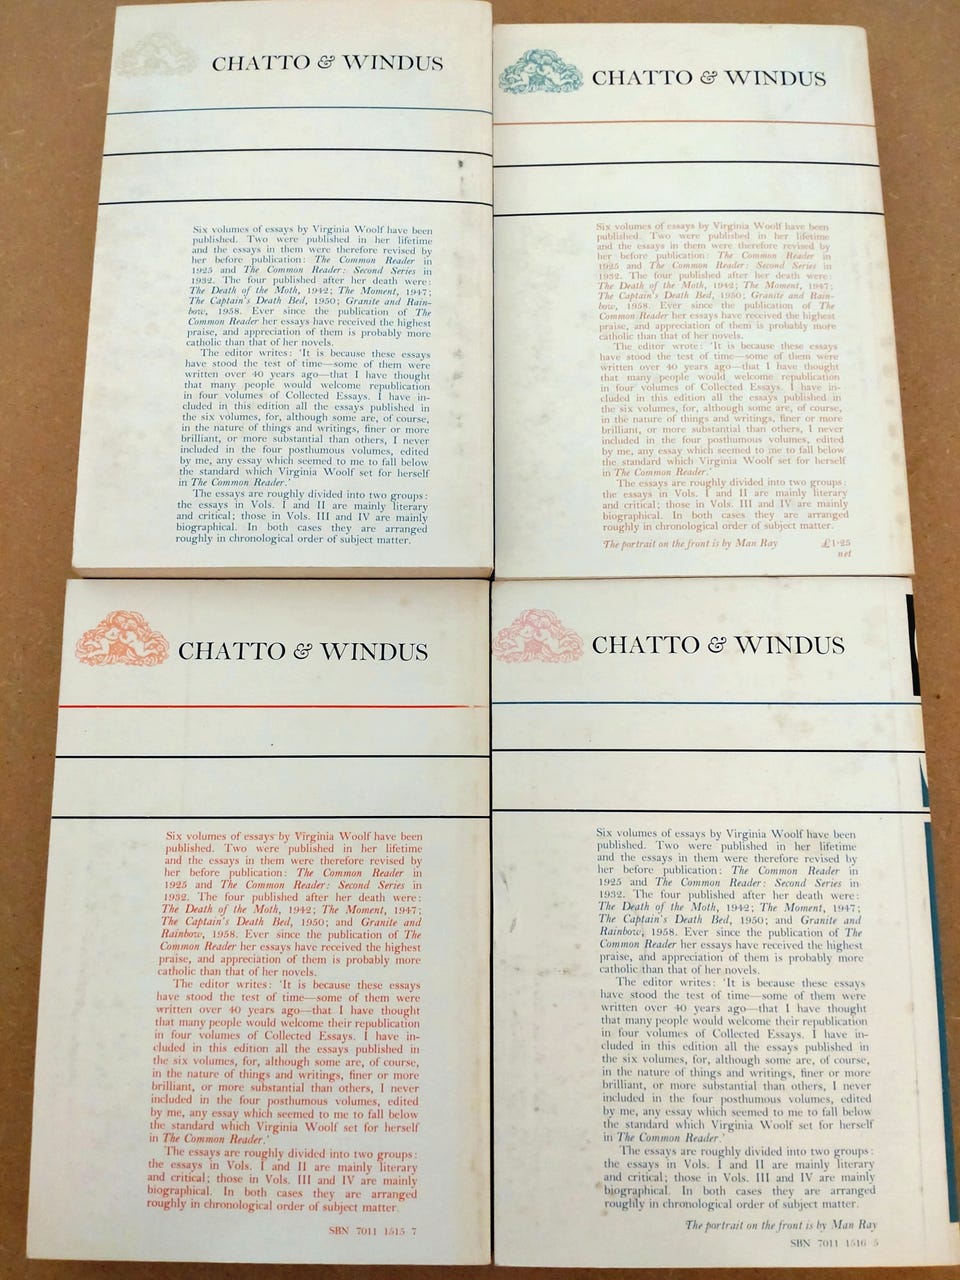 CHATTO & WINDUS
Six volumes of essays by Virginia Woolf have been
published. Two were published in her lifetime
and the essays in them were therefore revised by
her before publication: The Common Reader in
1925 and The Common Reader: Second Series in
1932. The four published after her death were:
The Death of the Moth, 1942; The Moment, 1947;
The Captain's Death Bed, 1950; Granite and Rain-
bow, 1958. Ever since the publication of The
Common Reader her essays have received the highest
praise, and appreciation of them is probably more
catholic than that of her novels.
The editor writes: 'It is because these essays
have stood the test of time—some of them were
written over 40 years ago—that I have thought
that many people would welcome republication
in four volumes of Collected Essays. I have in-
cluded in this edition all the essays published in
the six volumes, for, although some are, of course,
in the nature of things and writings, finer or more
brilliant, or more substantial than others, I never
included in the four posthumous volumes, edited
by me, any essay which seemed to me to fall below
the standard which Virginia Woolf set for herself
in The Common Reader.'
The essays are roughly divided into two groups:
the essays in Vols. I and II are mainly literary
and critical; those in Vols. III and IV are mainly
biographical. In both cases they are arranged
roughly in chronological order of subject matter.
CHATTO & WINDUS
Six volumes of essays by Virginia Woolf have been
published. Two were published in her lifetime
and the essays in them were therefore revised by
her before publication: The Common Reader in
1925 and The Common Reader: Second Series in
1932. The four published after her death were:
The Death of the Moth, 1942; The Moment, 1947;
The Captain's Death Bed, 1950; Granite and Rain-
bow, 1958. Ever since the publication of The
Common Reader her essays have received the highest
praise, and appreciation of them is probably more
catholic than that of her novels.
The editor wrote: 'It is because these essays
have stood the test of time—some of them were
written over 40 years ago—that I have thought
that many people would welcome republication
in four volumes of Collected Essays. I have in-
cluded in this edition all the essays published in
the six volumes, for, although some are, of course,
in the nature of things and writings, finer or more
brilliant, or more substantial than others, I never
included in the four posthumous volumes, edited
by me, any essay which seemed to me to fall below
the standard which Virginia Woolf set for herself
in The Common Reader.'
The essays are roughly divided into two groups:
the essays in Vols. I and II are mainly literary
and critical; those in Vols. III and IV are mainly
biographical. In both cases they are arranged
roughly in chronological order of subject matter.
The portrait on the front is by Man Ray £1·25
net
CHATTO & WINDUS
Six volumes of essays by Virginia Woolf have been
published. Two were published in her lifetime
and the essays in them were therefore revised by
her before publication: The Common Reader in
1925 and The Common Reader: Second Series in
1932. The four published after her death were:
The Death of the Moth, 1942; The Moment, 1947;
The Captain's Death Bed, 1950; and Granite and
Rainbow, 1958. Ever since the publication of The
Common Reader her essays have received the highest
praise, and appreciation of them is probably more
catholic than that of her novels.
The editor writes: 'It is because these essays
have stood the test of time—some of them were
written over 40 years ago—that I have thought
that many people would welcome their republication
in four volumes of Collected Essays. I have in-
cluded in this edition all the essays published in
the six volumes, for, although some are, of course,
in the nature of things and writings, finer or more
brilliant, or more substantial than others, I never
included in the four posthumous volumes, edited
by me, any essay which seemed to me to fall below
the standard which Virginia Woolf set for herself
in The Common Reader.'
The essays are roughly divided into two groups:
the essays in Vols. I and II are mainly literary
and critical; those in Vols. III and IV are mainly
biographical. In both cases they are arranged
roughly in chronological order of subject matter.
SBN 7011 1515 7
CHATTO & WINDUS
Six volumes of essays by Virginia Woolf have been
published. Two were published in her lifetime
and the essays in them were therefore revised by
her before publication: The Common Reader in
1925 and The Common Reader: Second Series in
1932. The four published after her death were:
The Death of the Moth, 1942; The Moment, 1947;
The Captain's Death Bed, 1950; and Granite and
Rainbow, 1958. Ever since the publication of The
Common Reader her essays have received the highest
praise, and appreciation of them is probably more
catholic than that of her novels.
The editor writes: 'It is because these essays
have stood the test of time—some of them were
written over 40 years ago—that I have thought
that many people would welcome their republication
in four volumes of Collected Essays. I have in-
cluded in this edition all the essays published in
the six volumes, for, although some are, of course,
in the nature of things and writings, finer or more
brilliant, or more substantial than others, I never
included in the four posthumous volumes, edited
by me, any essay which seemed to me to fall below
the standard which Virginia Woolf set for herself
in The Common Reader.'
The essays are roughly divided into two groups:
the essays in Vols. I and II are mainly literary
and critical; those in Vols. III and IV are mainly
biographical. In both cases they are arranged
roughly in chronological order of subject matter.
The portrait on the front is by Man Ray
SBN 7011 1516 5